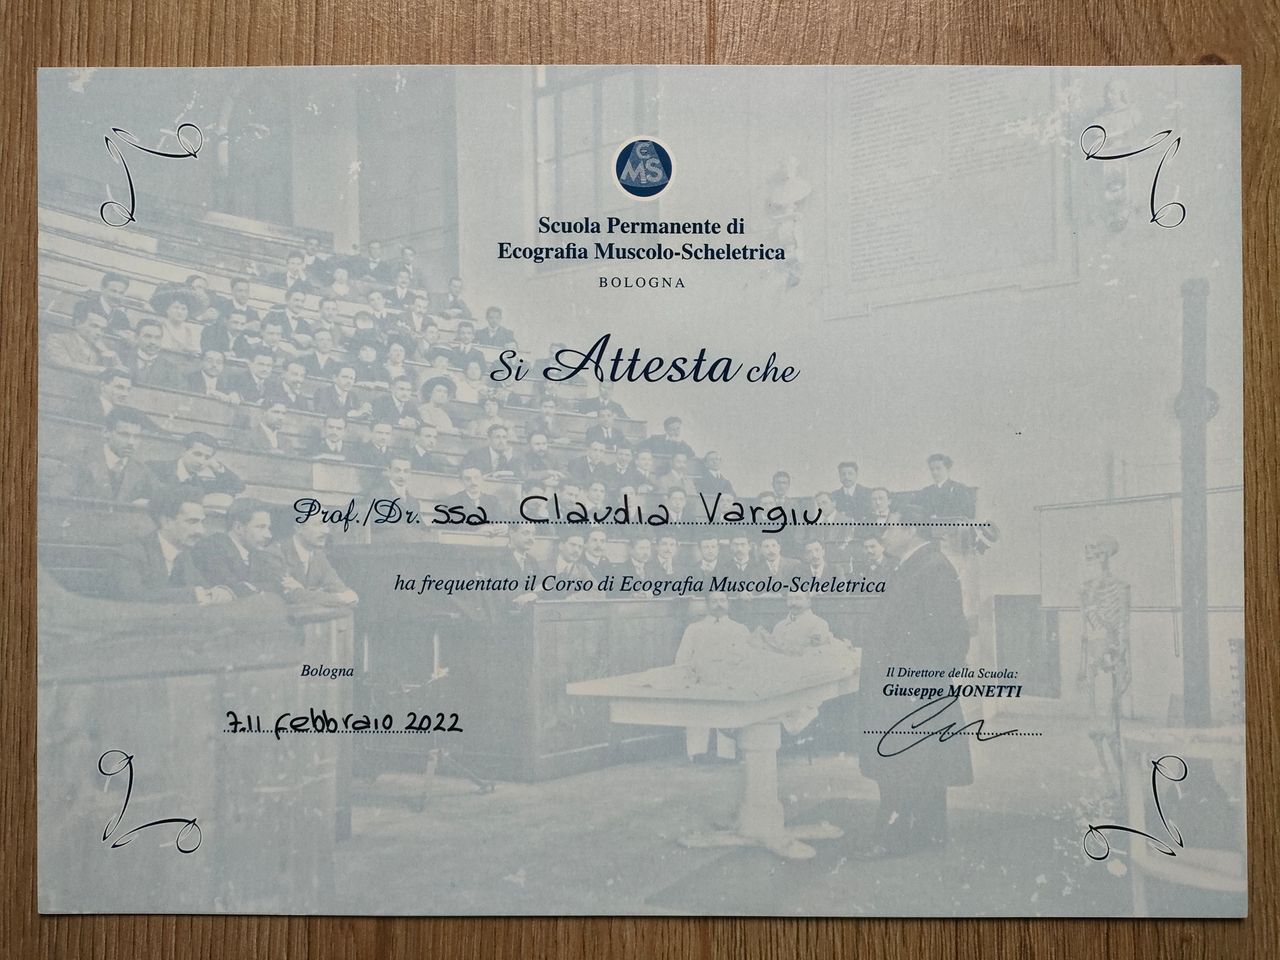 CMS
Scuola Permanente di
Ecografia Muscolo-Scheletrica
BOLOGNA
Si Attesta che
Prof./Dr. ssa Claudia Vargiu
ha frequentato il Corso di Ecografia Muscolo-Scheletrica
Bologna
7.11 febbraio 2022
Il Direttore della Scuola:
Giuseppe MONETTI